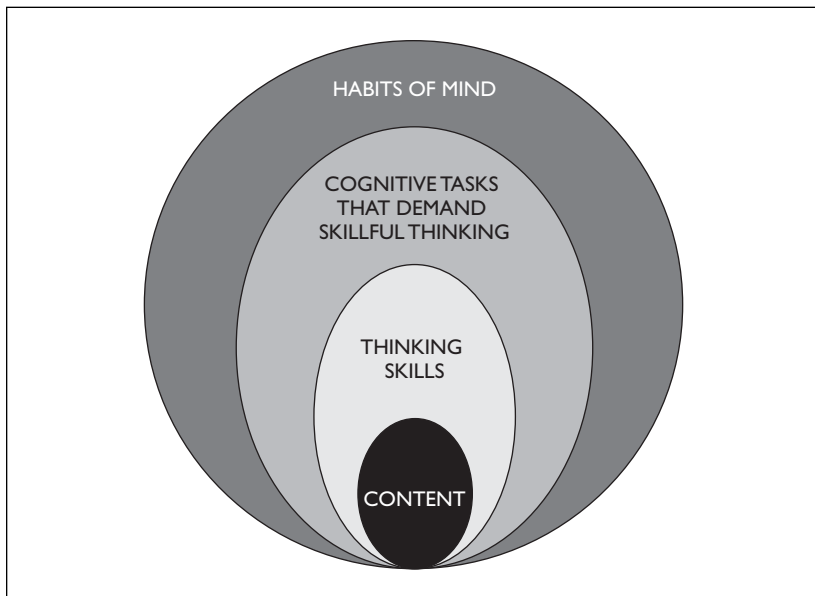 HABITS OF MIND
COGNITIVE TASKS
THAT DEMAND
SKILLFUL THINKING
THINKING
SKILLS
CONTENT